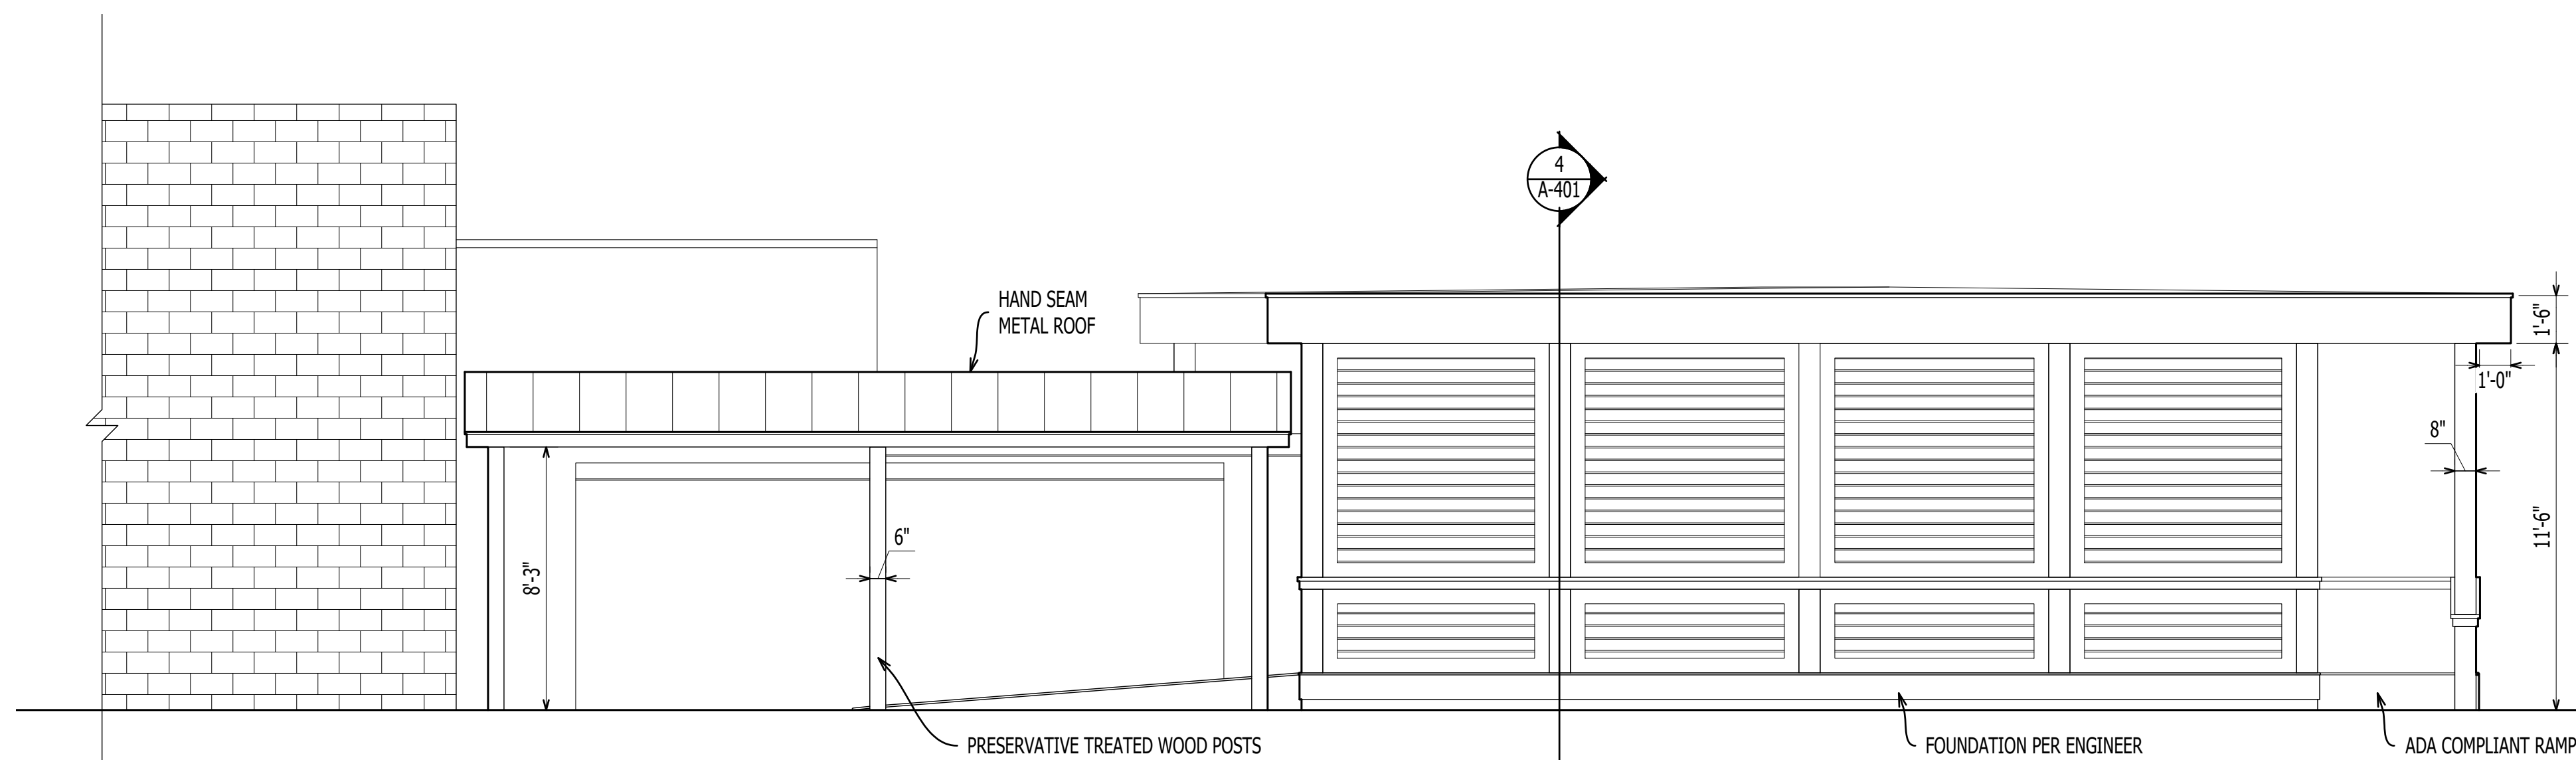 4
A-401
HAND SEAM
METAL ROOF
1'-6"
1'-0"
8"
11'-6"
6"
8'-3"
PRESERVATIVE TREATED WOOD POSTS
FOUNDATION PER ENGINEER
ADA COMPLIANT RAMP